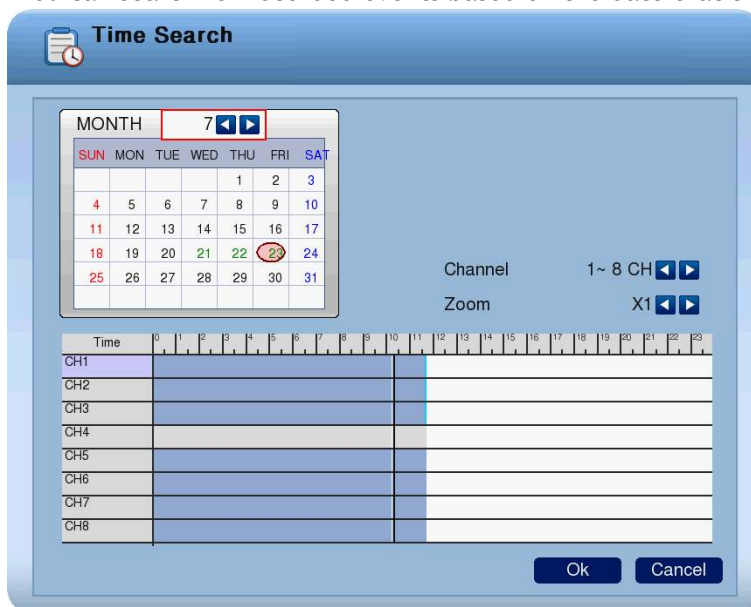 Time Search
MONTH 7
SUN MON TUE WED THU FRI SAT
1 2 3
4 5 6 7 8 9 10
11 12 13 14 15 16 17
18 19 20 21 22 23 24
25 26 27 28 29 30 31
Channel 1~ 8 CH
Zoom X1
Time 0 1 2 3 4 5 6 7 8 9 10 11 12 13 14 15 16 17 18 19 20 21 22 23
CH1
CH2
CH3
CH4
CH5
CH6
CH7
CH8
Ok Cancel